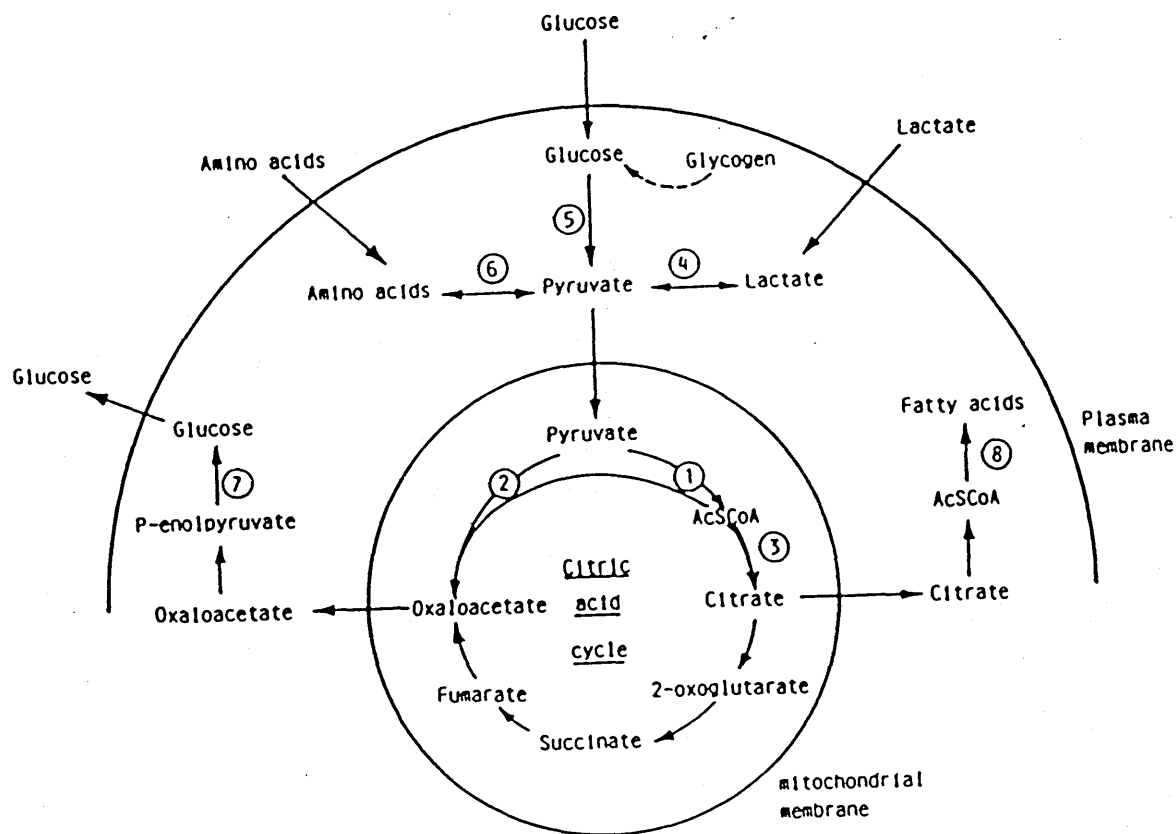 Glucose
Lactate
Amino acids
Glucose
Glycogen
5
6
4
Amino acids
Pyruvate
Lactate
Glucose
Fatty acids
Plasma
membrane
Glucose
Pyruvate
8
7
2
1
AcSCoA
P-enolpyruvate
AcSCoA
3
Citric
acid
cycle
Oxaloacetate
Oxaloacetate
Citrate
Citrate
Fumarate
2-oxoglutarate
Succinate
mitochondrial
membrane